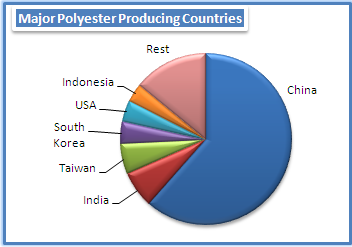 Major Polyester Producing Countries
Rest
Indonesia
USA
South
Korea
Taiwan
India
China